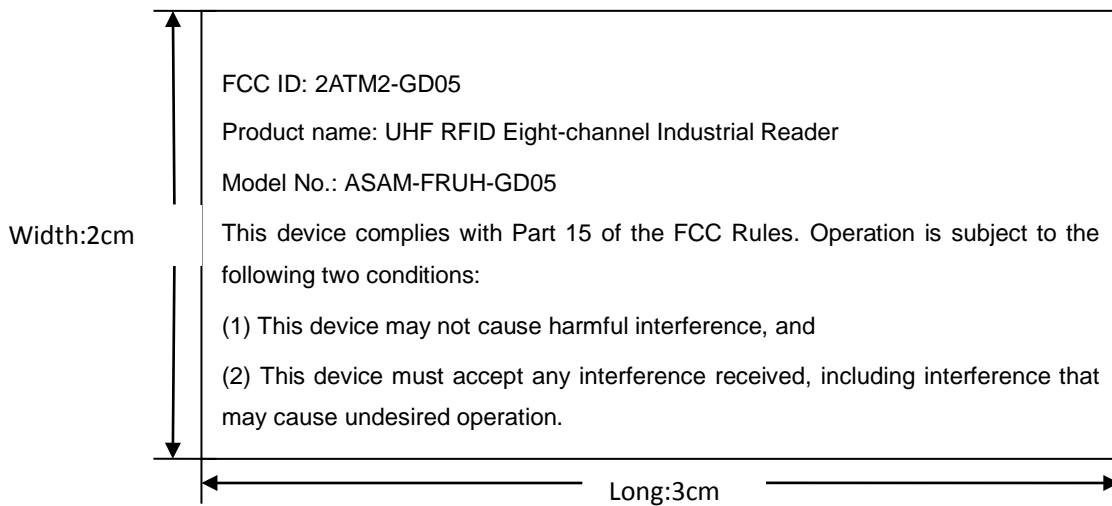 FCC ID: 2ATM2-GD05
Product name: UHF RFID Eight-channel Industrial Reader
Model No.: ASAM-FRUH-GD05
Width:2cm
This device complies with Part 15 of the FCC Rules. Operation is subject to the
following two conditions:
(1) This device may not cause harmful interference, and
(2) This device must accept any interference received, including interference that
may cause undesired operation.
Long:3cm